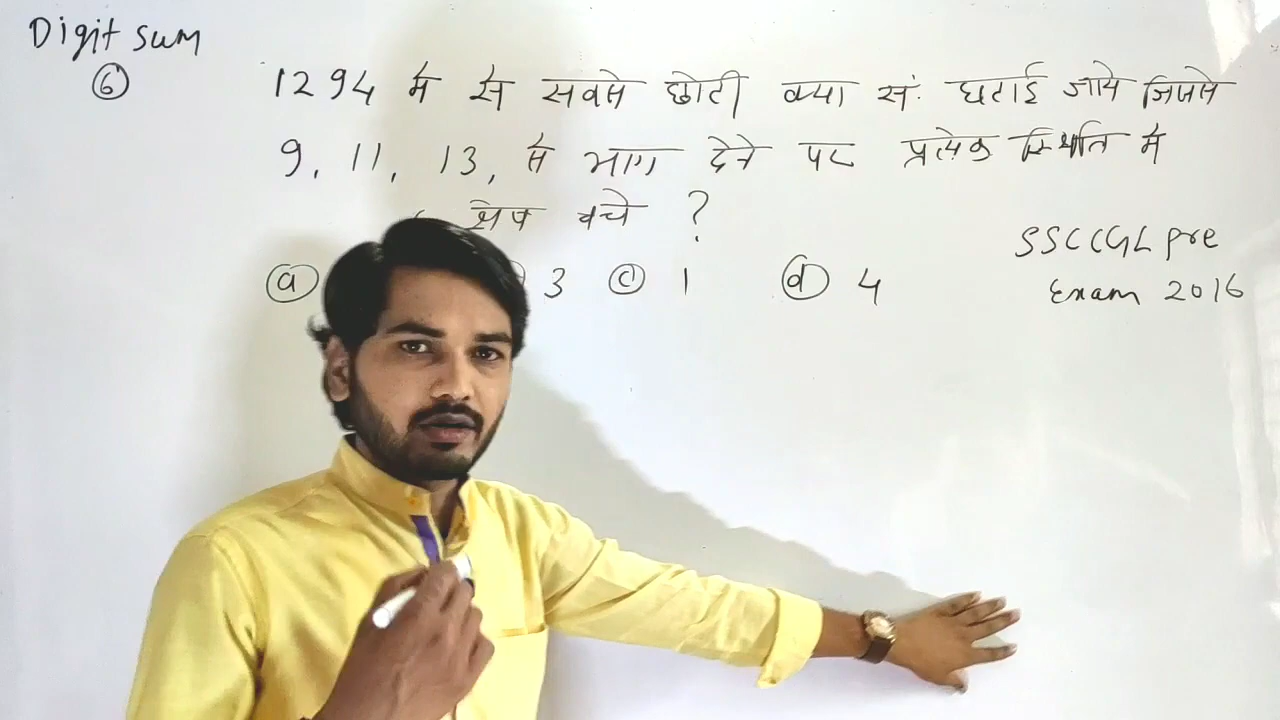 Digit sum
⑥ 1294 में से सबसे छोटी क्या सं. घटाई जाये जिससे
9, 11, 13, से भाग देने पर प्रत्येक स्थिति में
शेष बचे ?
ⓐ 3 ⓒ 1 ⓓ 4
SSC CGL pre
Exam 2016